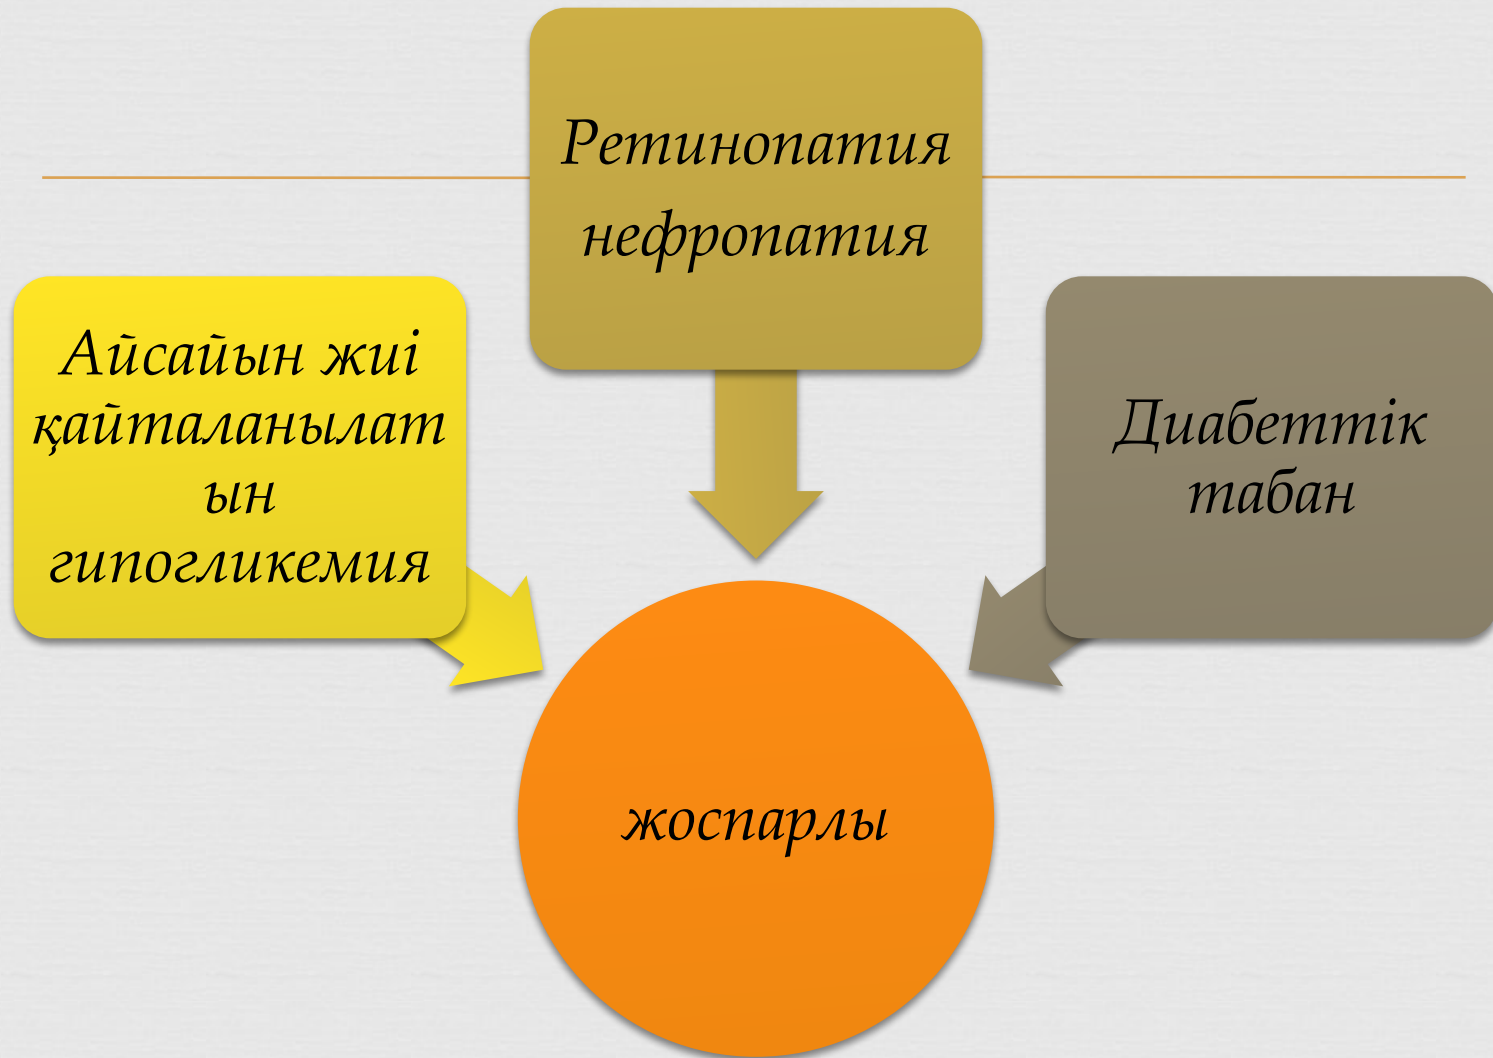 Ретинопатия
нефропатия
Айсайын жиі
қайталанылат
ын
гипогликемия
Диабеттік
табан
жоспарлы